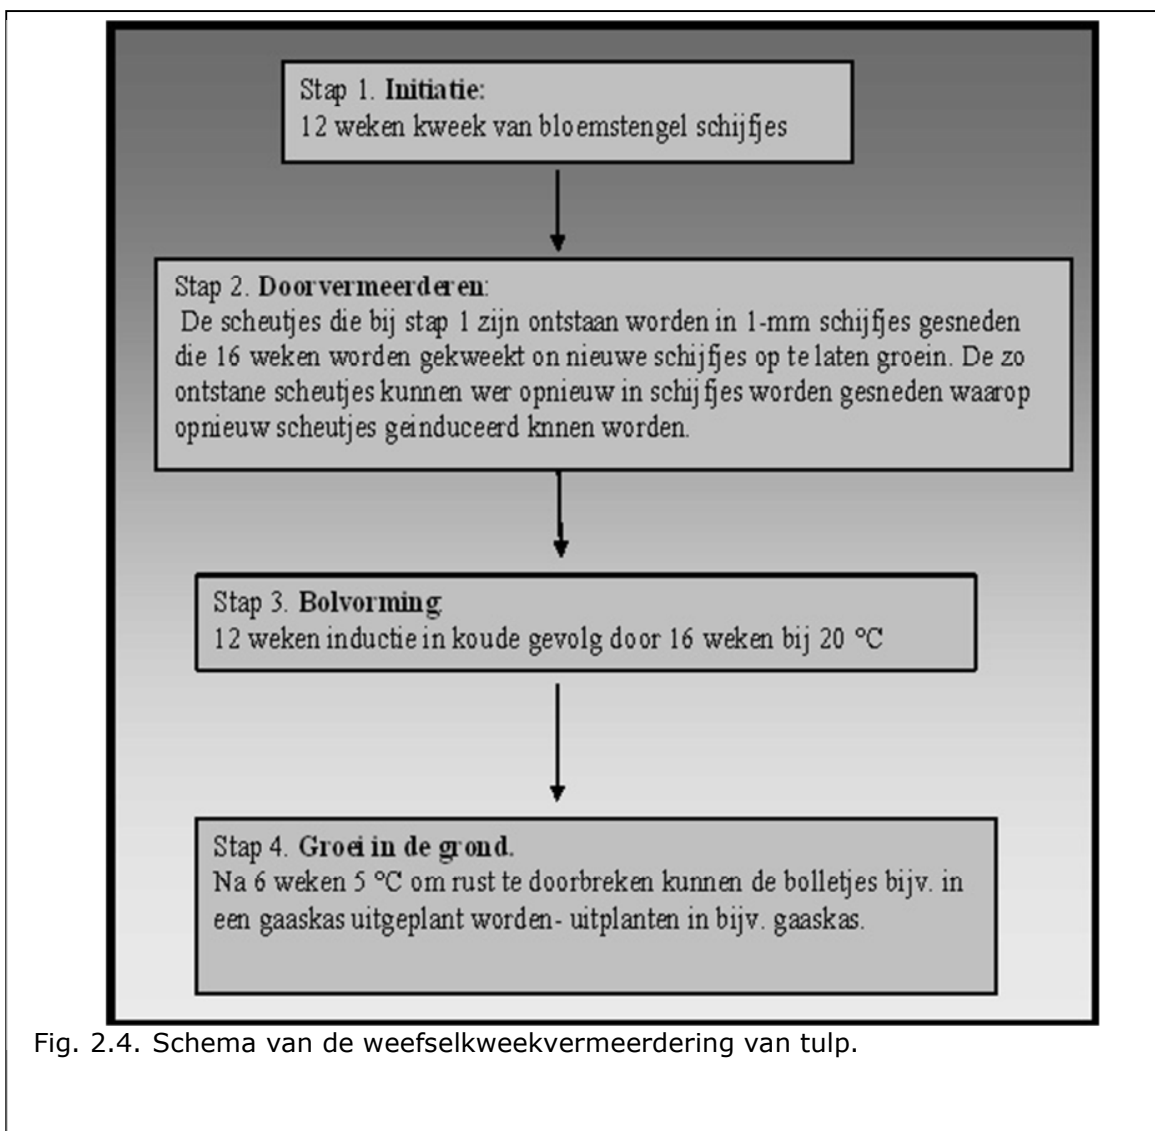 Stap 1. Initiatie:
12 weken kweek van bloemstengel schijfjes
Stap 2. Doorvermeerderen:
De scheutjes die bij stap 1 zijn ontstaan worden in 1-mm schijfjes gesneden
die 16 weken worden gekweekt on nieuwe schijfjes op te laten groein. De zo
ontstane scheutjes kunnen wer opnieuw in schijfjes worden gesneden waarop
opnieuw scheutjes geinduceerd knnen worden.
Stap 3. Bolvorming
12 weken inductie in koude gevolg door 16 weken bij 20 °C
Stap 4. Groei in de grond.
Na 6 weken 5 °C om rust te doorbreken kunnen de bolletjes bijv. in
een gaaskas uitgeplant worden- uitplanten in bijv. gaaskas.
Fig. 2.4. Schema van de weefselkweekvermeerdering van tulp.